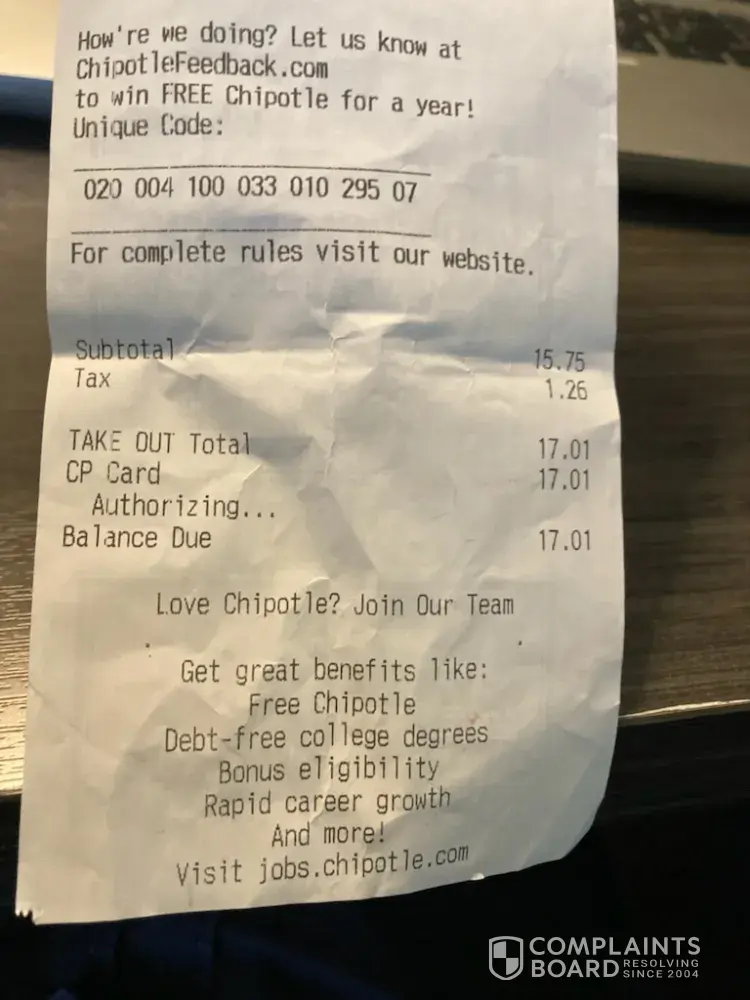 How're we doing? Let us know at
ChipotleFeedback.com
to win FREE Chipotle for a year!
Unique Code:
020 004 100 033 010 295 07
For complete rules visit our website.
Subtotal 15.75
Tax 1.26
TAKE OUT Total 17.01
CP Card 17.01
Authorizing...
Balance Due 17.01
Love Chipotle? Join Our Team
Get great benefits like:
Free Chipotle
Debt-free college degrees
Bonus eligibility
Rapid career growth
And more!
Visit jobs.chipotle.com
COMPLAINTS
BOARD RESOLVING
SINCE 2004